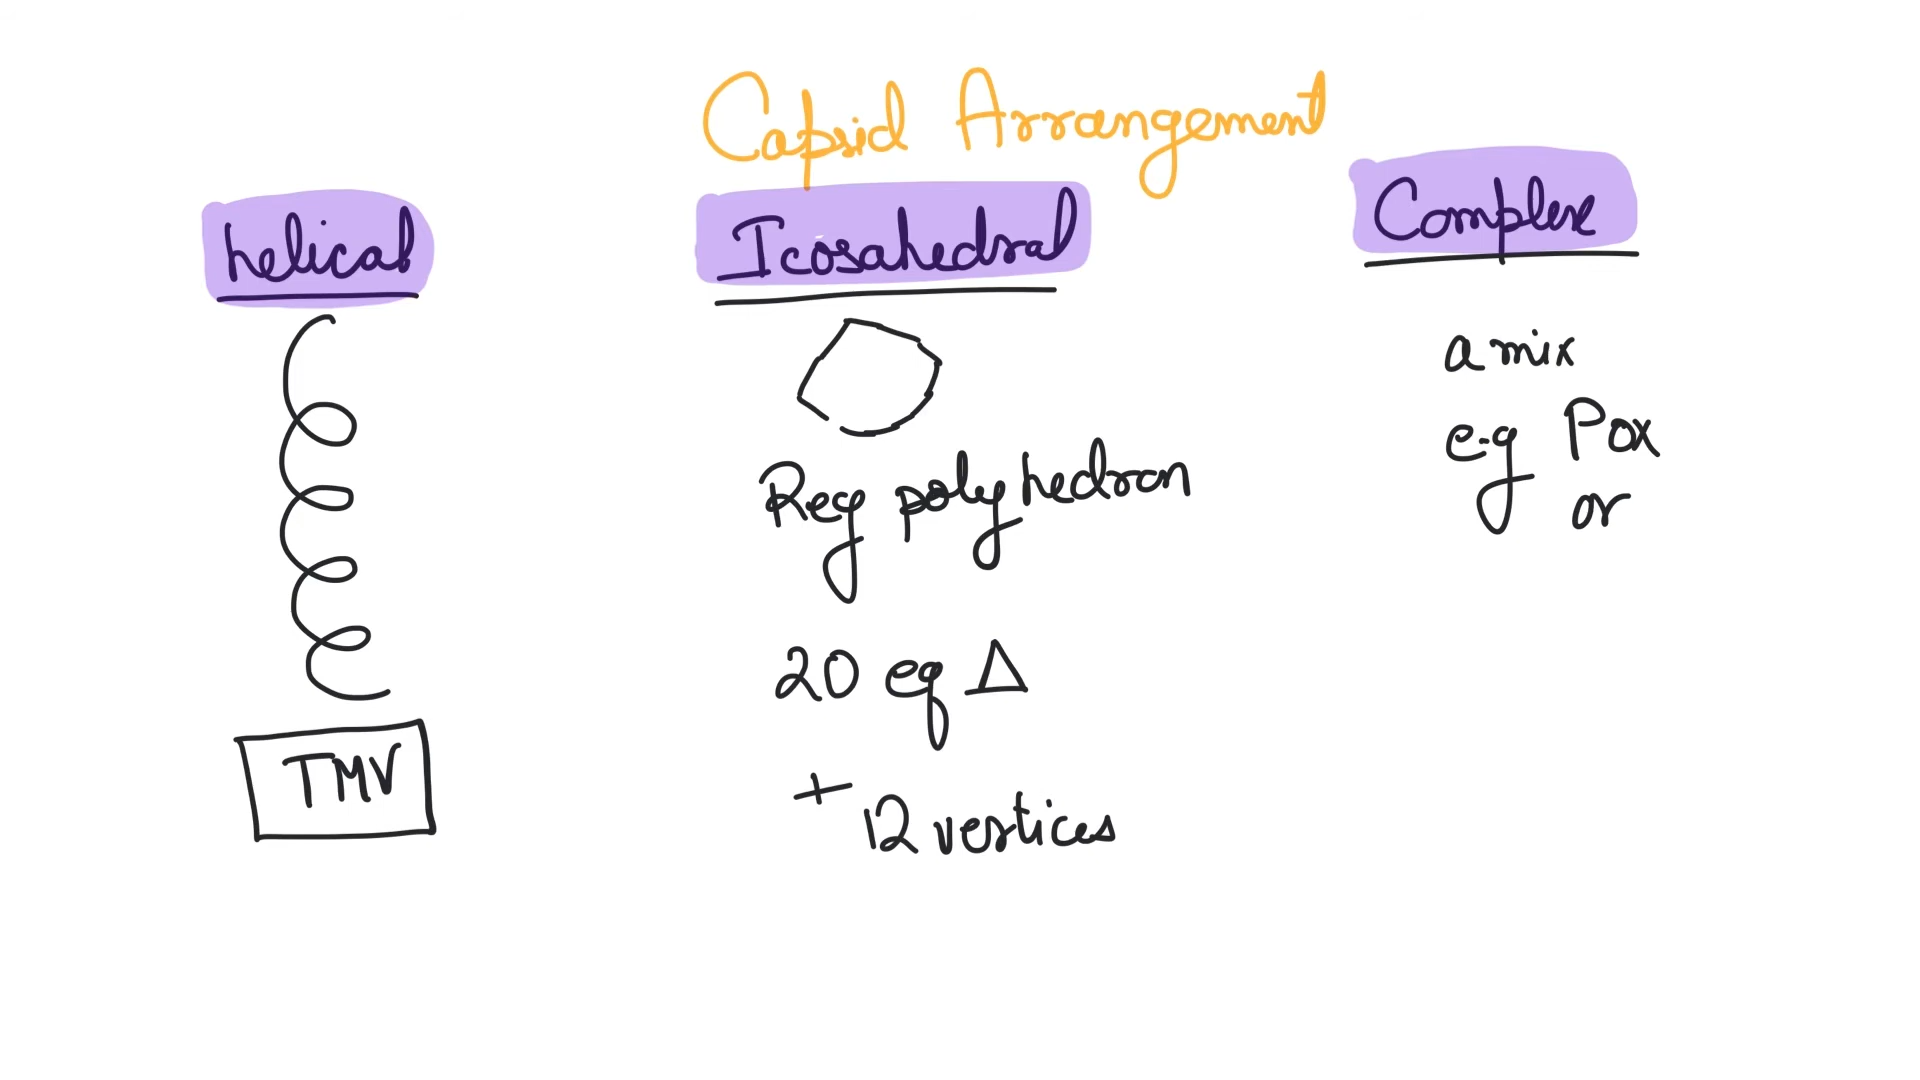 Capsid Arrangement
helical
TMV
Icosahedral
Reg polyhedron
20 eq Δ
+ 12 vertices
Complex
a mix
e.g Pox
or